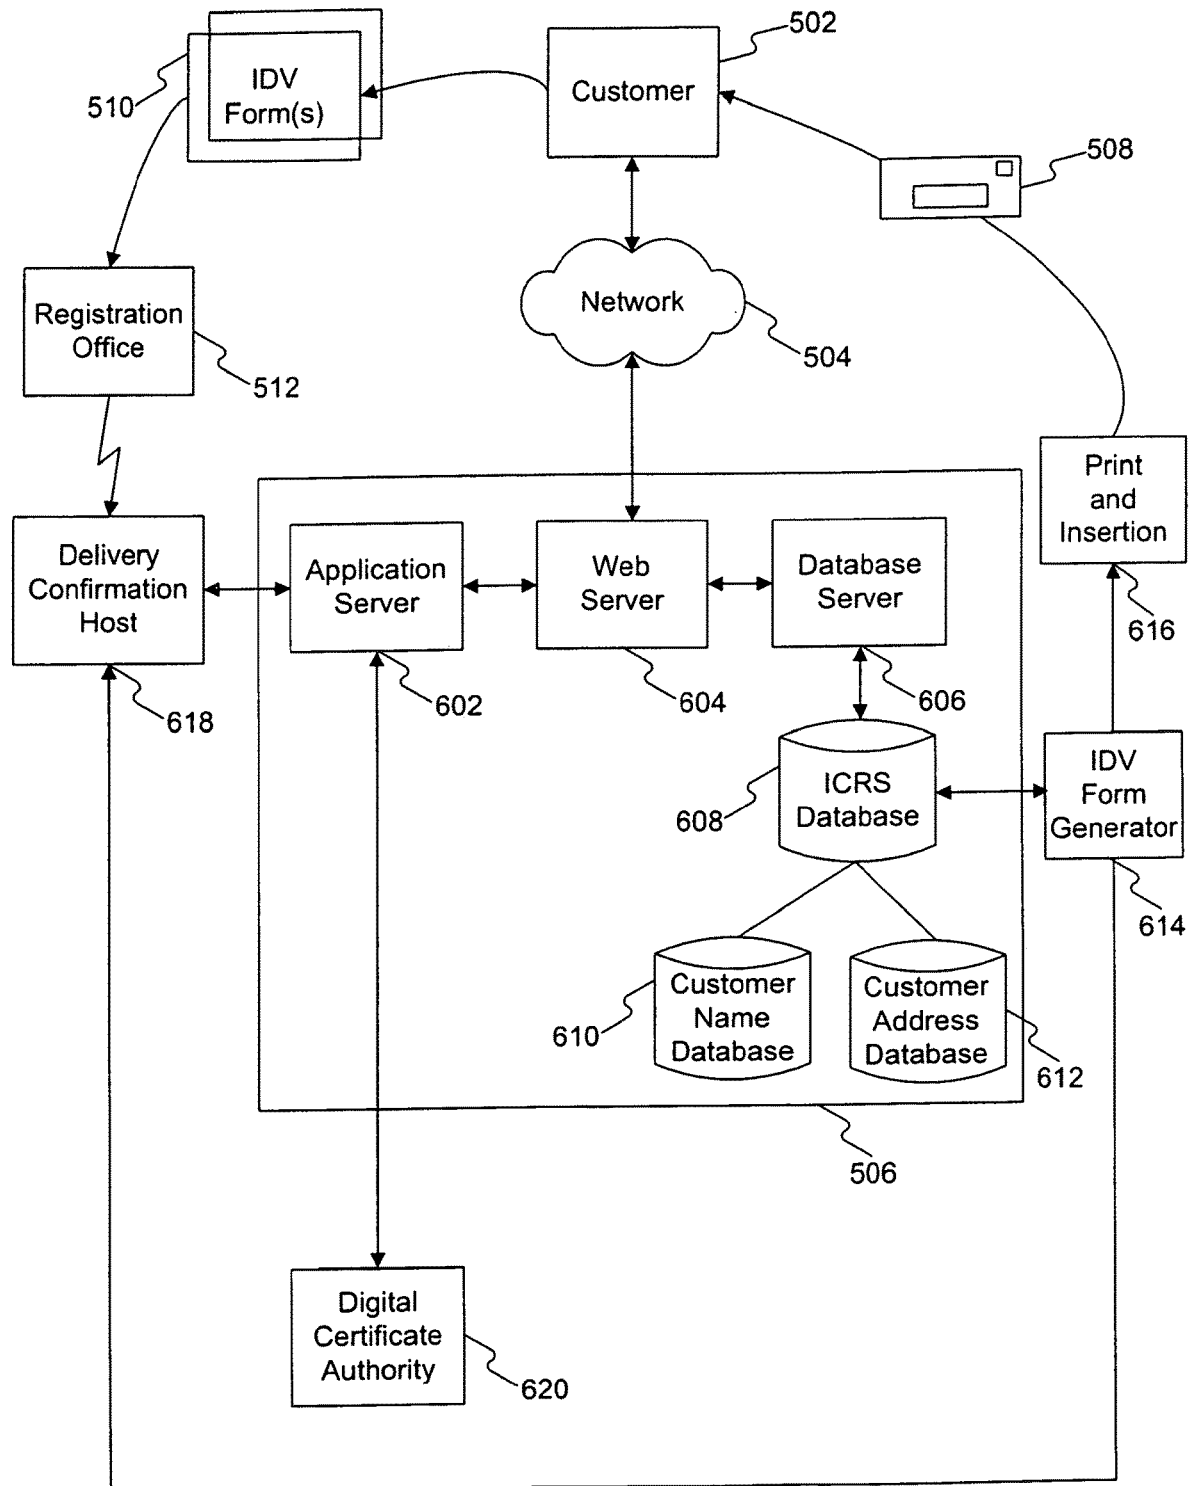 502
IDV
Form(s)
510
Customer
508
Registration
Office
512
Network
504
Print
and
Insertion
616
Delivery
Confirmation
Host
618
Application
Server
602
Web
Server
604
Database
Server
606
ICRS
Database
608
IDV
Form
Generator
614
Customer
Name
Database
610
Customer
Address
Database
612
506
Digital
Certificate
Authority
620